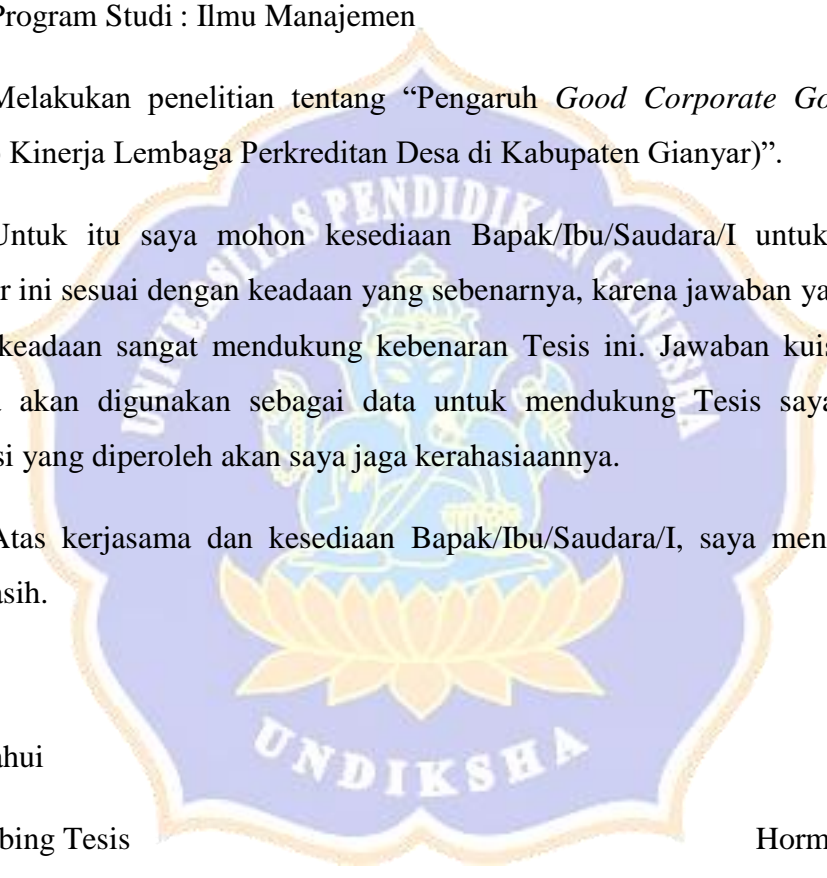 Program Studi : Ilmu Manajemen
Melakukan penelitian tentang “Pengaruh Good Corporate Go
Kinerja Lembaga Perkreditan Desa di Kabupaten Gianyar)”.
Untuk itu saya mohon kesediaan Bapak/Ibu/Saudara/I untuk
r ini sesuai dengan keadaan yang sebenarnya, karena jawaban ya
keadaan sangat mendukung kebenaran Tesis ini. Jawaban kuis
akan digunakan sebagai data untuk mendukung Tesis saya
si yang diperoleh akan saya jaga kerahasiaannya.
Atas kerjasama dan kesediaan Bapak/Ibu/Saudara/I, saya men
asih.
ahui
bing Tesis Horm
UNIVERSITAS PENDIDIKAN GANESHA
UNDIKSHA